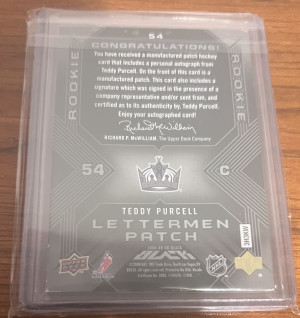 54
CONGRATULATIONS!
You have received a manufactured patch hockey
card that includes a personal autograph from
Teddy Purcell. On the front of this card is a
manufactured patch. This card also includes a
signature which was signed in the presence of a
company representative and/or sent from, and
certified as to its authenticity by, Teddy Purcell.
Enjoy your autographed card!
RICHARD P. McWILLIAM, The Upper Deck Company
ROOKIE
ROOKIE
54
C
TEDDY PURCELL
LETTERMEN
PATCH